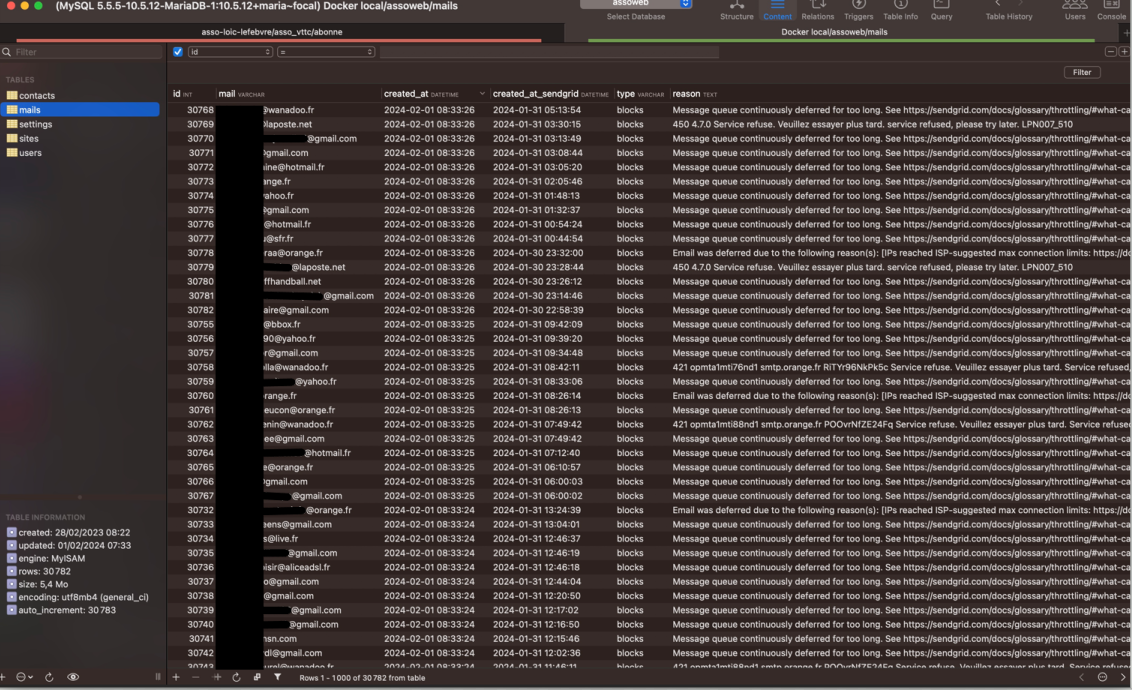 (MySQL 5.5.5-10.5.12-MariaDB-1:10.5.12+maria~focal) Docker local/assoweb/mails
assoweb
Select Database
Structure Content Relations Triggers Table Info Query Table History Users Console
asso-loic-lefebvre/asso_vttc/abonne Docker local/assoweb/mails
Filter
id =
Filter
TABLES
contacts
mails
settings
sites
users
id INT mail VARCHAR created_at DATETIME created_at_sendgrid DATETIME type VARCHAR reason TEXT
30768 @wanadoo.fr 2024-02-01 08:33:26 2024-01-31 05:13:54 blocks Message queue continuously deferred for too long. See https://sendgrid.com/docs/glossary/throttling/#what-ca
30769 laposte.net 2024-02-01 08:33:26 2024-01-31 03:30:15 blocks 450 4.7.0 Service refuse. Veuillez essayer plus tard. service refused, please try later. LPN007_510
30770 @gmail.com 2024-02-01 08:33:26 2024-01-31 03:13:49 blocks Message queue continuously deferred for too long. See https://sendgrid.com/docs/glossary/throttling/#what-ca
30771 gmail.com 2024-02-01 08:33:26 2024-01-31 03:08:44 blocks Message queue continuously deferred for too long. See https://sendgrid.com/docs/glossary/throttling/#what-ca
30772 ine@hotmail.fr 2024-02-01 08:33:26 2024-01-31 03:05:20 blocks Message queue continuously deferred for too long. See https://sendgrid.com/docs/glossary/throttling/#what-ca
30773 ange.fr 2024-02-01 08:33:26 2024-01-31 02:05:46 blocks Message queue continuously deferred for too long. See https://sendgrid.com/docs/glossary/throttling/#what-ca
30774 yahoo.fr 2024-02-01 08:33:26 2024-01-31 01:48:13 blocks Message queue continuously deferred for too long. See https://sendgrid.com/docs/glossary/throttling/#what-ca
30775 @gmail.com 2024-02-01 08:33:26 2024-01-31 01:32:37 blocks Message queue continuously deferred for too long. See https://sendgrid.com/docs/glossary/throttling/#what-ca
30776 @hotmail.fr 2024-02-01 08:33:26 2024-01-31 00:54:24 blocks Message queue continuously deferred for too long. See https://sendgrid.com/docs/glossary/throttling/#what-ca
30777 @sfr.fr 2024-02-01 08:33:26 2024-01-31 00:44:54 blocks Message queue continuously deferred for too long. See https://sendgrid.com/docs/glossary/throttling/#what-ca
30778 raa@orange.fr 2024-02-01 08:33:26 2024-01-30 23:32:00 blocks Email was deferred due to the following reason(s): [IPs reached ISP-suggested max connection limits: https://do
30779 @laposte.net 2024-02-01 08:33:26 2024-01-30 23:28:44 blocks 450 4.7.0 Service refuse. Veuillez essayer plus tard. service refused, please try later. LPN007_510
30780 ffhandball.net 2024-02-01 08:33:26 2024-01-30 23:26:12 blocks Message queue continuously deferred for too long. See https://sendgrid.com/docs/glossary/throttling/#what-ca
30781 @gmail.com 2024-02-01 08:33:26 2024-01-30 23:14:46 blocks Message queue continuously deferred for too long. See https://sendgrid.com/docs/glossary/throttling/#what-ca
30782 aire@gmail.com 2024-02-01 08:33:26 2024-01-30 22:58:39 blocks Message queue continuously deferred for too long. See https://sendgrid.com/docs/glossary/throttling/#what-ca
30755 @bbox.fr 2024-02-01 08:33:25 2024-01-31 09:42:09 blocks Message queue continuously deferred for too long. See https://sendgrid.com/docs/glossary/throttling/#what-ca
30756 90@yahoo.fr 2024-02-01 08:33:25 2024-01-31 09:39:20 blocks Message queue continuously deferred for too long. See https://sendgrid.com/docs/glossary/throttling/#what-ca
30757 r@gmail.com 2024-02-01 08:33:25 2024-01-31 09:34:48 blocks Message queue continuously deferred for too long. See https://sendgrid.com/docs/glossary/throttling/#what-ca
30758 lla@wanadoo.fr 2024-02-01 08:33:25 2024-01-31 08:42:11 blocks 421 opmta1mti76nd1 smtp.orange.fr RiTYr96NkPk5c Service refuse. Veuillez essayer plus tard. Service refused,
30759 @yahoo.fr 2024-02-01 08:33:25 2024-01-31 08:33:06 blocks Message queue continuously deferred for too long. See https://sendgrid.com/docs/glossary/throttling/#what-ca
30760 range.fr 2024-02-01 08:33:25 2024-01-31 08:26:14 blocks Email was deferred due to the following reason(s): [IPs reached ISP-suggested max connection limits: https://do
30761 eucon@orange.fr 2024-02-01 08:33:25 2024-01-31 08:26:13 blocks Message queue continuously deferred for too long. See https://sendgrid.com/docs/glossary/throttling/#what-ca
30762 enin@wanadoo.fr 2024-02-01 08:33:25 2024-01-31 07:49:42 blocks 421 opmta1mti88nd1 smtp.orange.fr POOvrNfZE24Fq Service refuse. Veuillez essayer plus tard. Service refuse
30763 ee@gmail.com 2024-02-01 08:33:25 2024-01-31 07:49:42 blocks Message queue continuously deferred for too long. See https://sendgrid.com/docs/glossary/throttling/#what-ca
30764 @hotmail.fr 2024-02-01 08:33:25 2024-01-31 07:12:40 blocks Message queue continuously deferred for too long. See https://sendgrid.com/docs/glossary/throttling/#what-ca
30765 e@orange.fr 2024-02-01 08:33:25 2024-01-31 06:10:57 blocks Message queue continuously deferred for too long. See https://sendgrid.com/docs/glossary/throttling/#what-ca
30766 gmail.com 2024-02-01 08:33:25 2024-01-31 06:00:03 blocks Message queue continuously deferred for too long. See https://sendgrid.com/docs/glossary/throttling/#what-ca
30767 @gmail.com 2024-02-01 08:33:25 2024-01-31 06:00:02 blocks Message queue continuously deferred for too long. See https://sendgrid.com/docs/glossary/throttling/#what-ca
30732 @orange.fr 2024-02-01 08:33:24 2024-01-31 13:24:39 blocks Email was deferred due to the following reason(s): [IPs reached ISP-suggested max connection limits: https://do
30733 eens@gmail.com 2024-02-01 08:33:24 2024-01-31 13:04:01 blocks Message queue continuously deferred for too long. See https://sendgrid.com/docs/glossary/throttling/#what-ca
30734 s@live.fr 2024-02-01 08:33:24 2024-01-31 12:46:37 blocks Message queue continuously deferred for too long. See https://sendgrid.com/docs/glossary/throttling/#what-ca
30735 @gmail.com 2024-02-01 08:33:24 2024-01-31 12:46:19 blocks Message queue continuously deferred for too long. See https://sendgrid.com/docs/glossary/throttling/#what-ca
30736 isir@aliceadsl.fr 2024-02-01 08:33:24 2024-01-31 12:46:18 blocks Message queue continuously deferred for too long. See https://sendgrid.com/docs/glossary/throttling/#what-ca
30737 o@gmail.com 2024-02-01 08:33:24 2024-01-31 12:44:04 blocks Message queue continuously deferred for too long. See https://sendgrid.com/docs/glossary/throttling/#what-ca
30738 @gmail.com 2024-02-01 08:33:24 2024-01-31 12:20:50 blocks Message queue continuously deferred for too long. See https://sendgrid.com/docs/glossary/throttling/#what-ca
30739 @gmail.com 2024-02-01 08:33:24 2024-01-31 12:17:02 blocks Message queue continuously deferred for too long. See https://sendgrid.com/docs/glossary/throttling/#what-ca
30740 @gmail.com 2024-02-01 08:33:24 2024-01-31 12:16:50 blocks Message queue continuously deferred for too long. See https://sendgrid.com/docs/glossary/throttling/#what-ca
30741 msn.com 2024-02-01 08:33:24 2024-01-31 12:15:46 blocks Message queue continuously deferred for too long. See https://sendgrid.com/docs/glossary/throttling/#what-ca
30742 dl@gmail.com 2024-02-01 08:33:24 2024-01-31 12:02:36 blocks Message queue continuously deferred for too long. See https://sendgrid.com/docs/glossary/throttling/#what-ca
TABLE INFORMATION
created: 28/02/2023 08:22
updated: 01/02/2024 07:33
engine: MyISAM
rows: 30 782
size: 5,4 Mo
encoding: utf8mb4 (general_ci)
auto_increment: 30 783
Rows 1 - 1 000 of 30 782 from table